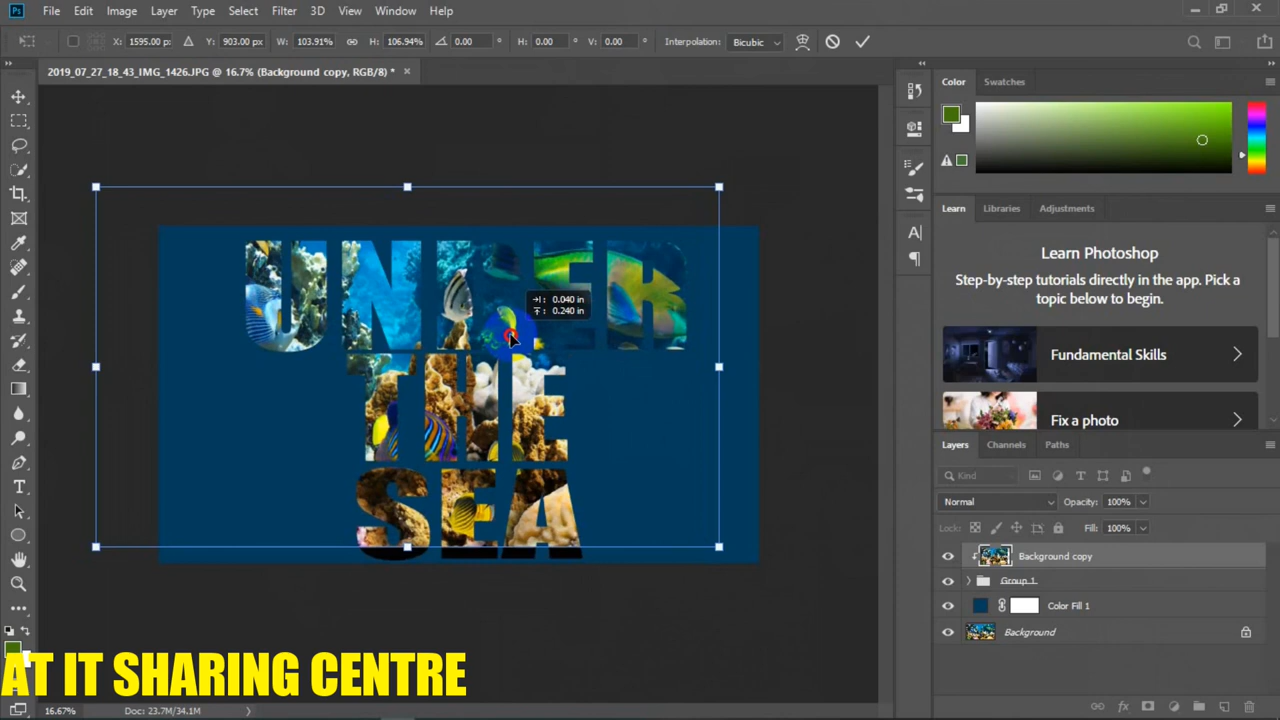 Ps File Edit Image Layer Type Select Filter 3D View Window Help
X: 1595.00 p: Y: 903.00 px W: 103.91% H: 106.94% 0.00 ° H: 0.00 ° V: 0.00 ° Interpolation: Bicubic
2019_07_27_18_43_IMG_1426.JPG @ 16.7% (Background copy, RGB/8) * ×
Color Swatches
Learn Libraries Adjustments
Learn Photoshop
Step-by-step tutorials directly in the app. Pick a
topic below to begin.
Fundamental Skills
Fix a photo
UNDER
THE
SEA
0.040 in
0.240 in
Layers Channels Paths
Kind
Normal Opacity: 100%
Lock: Fill: 100%
Background copy
Group 1
Color Fill 1
Background
AT IT SHARING CENTRE
16.67% Doc: 23.7M/34.1M